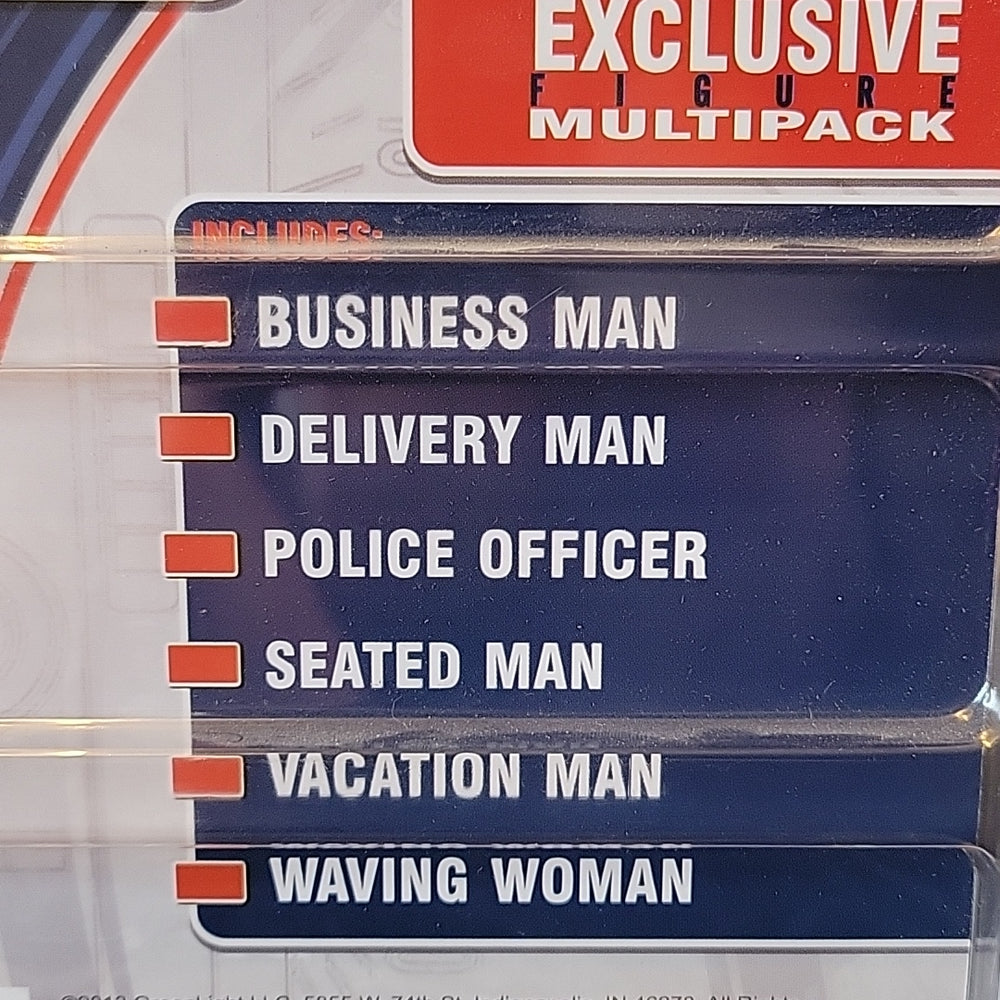 EXCLUSIVE
FIGURE
MULTIPACK
INCLUDES:
BUSINESS MAN
DELIVERY MAN
POLICE OFFICER
SEATED MAN
VACATION MAN
WAVING WOMAN